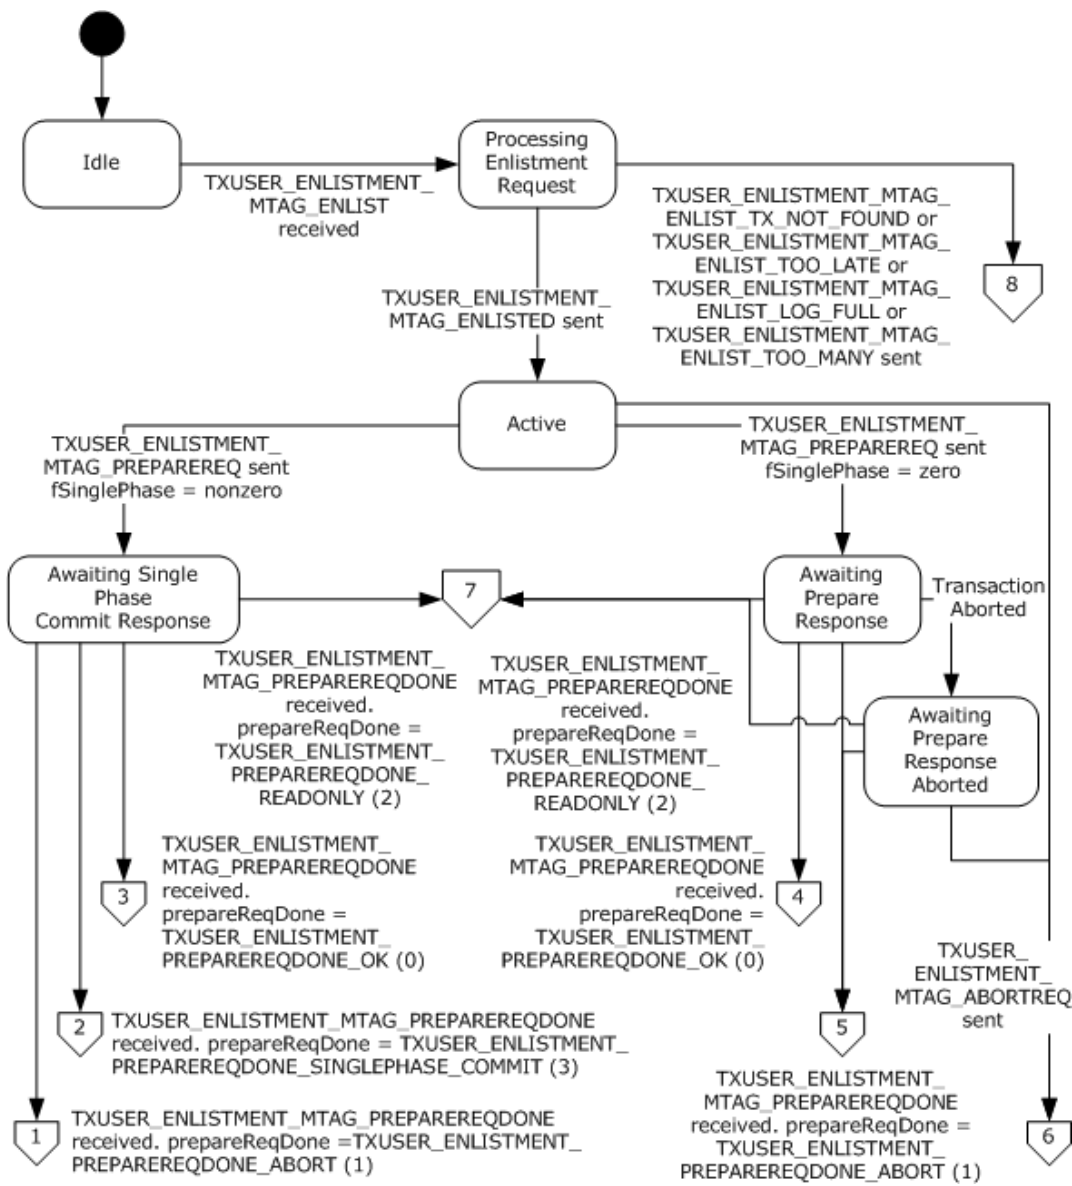 Idle
Processing
Enlistment
Request
TXUSER_ENLISTMENT_
MTAG_ENLIST
received
TXUSER_ENLISTMENT_MTAG_
ENLIST_TX_NOT_FOUND or
TXUSER_ENLISTMENT_MTAG_
ENLIST_TOO_LATE or
TXUSER_ENLISTMENT_MTAG_
ENLIST_LOG_FULL or
TXUSER_ENLISTMENT_MTAG_
ENLIST_TOO_MANY sent
8
TXUSER_ENLISTMENT_
MTAG_ENLISTED sent
Active
TXUSER_ENLISTMENT_
MTAG_PREPAREREQ sent
fSinglePhase = nonzero
TXUSER_ENLISTMENT_
MTAG_PREPAREREQ sent
fSinglePhase = zero
Awaiting Single
Phase
Commit Response
7
Awaiting
Prepare
Response
Transaction
Aborted
TXUSER_ENLISTMENT_
MTAG_PREPAREREQDONE
received.
prepareReqDone =
TXUSER_ENLISTMENT_
PREPAREREQDONE_
READONLY (2)
TXUSER_ENLISTMENT_
MTAG_PREPAREREQDONE
received.
prepareReqDone =
TXUSER_ENLISTMENT_
PREPAREREQDONE_
READONLY (2)
Awaiting
Prepare
Response
Aborted
3
TXUSER_ENLISTMENT_
MTAG_PREPAREREQDONE
received.
prepareReqDone =
TXUSER_ENLISTMENT_
PREPAREREQDONE_OK (0)
TXUSER_ENLISTMENT_
MTAG_PREPAREREQDONE
received.
prepareReqDone =
TXUSER_ENLISTMENT_
PREPAREREQDONE_OK (0)
4
TXUSER_
ENLISTMENT_
MTAG_ABORTREQ
sent
2
TXUSER_ENLISTMENT_MTAG_PREPAREREQDONE
received. prepareReqDone = TXUSER_ENLISTMENT_
PREPAREREQDONE_SINGLEPHASE_COMMIT (3)
5
1
TXUSER_ENLISTMENT_MTAG_PREPAREREQDONE
received. prepareReqDone =TXUSER_ENLISTMENT_
PREPAREREQDONE_ABORT (1)
TXUSER_ENLISTMENT_
MTAG_PREPAREREQDONE
received. prepareReqDone =
TXUSER_ENLISTMENT_
PREPAREREQDONE_ABORT (1)
6